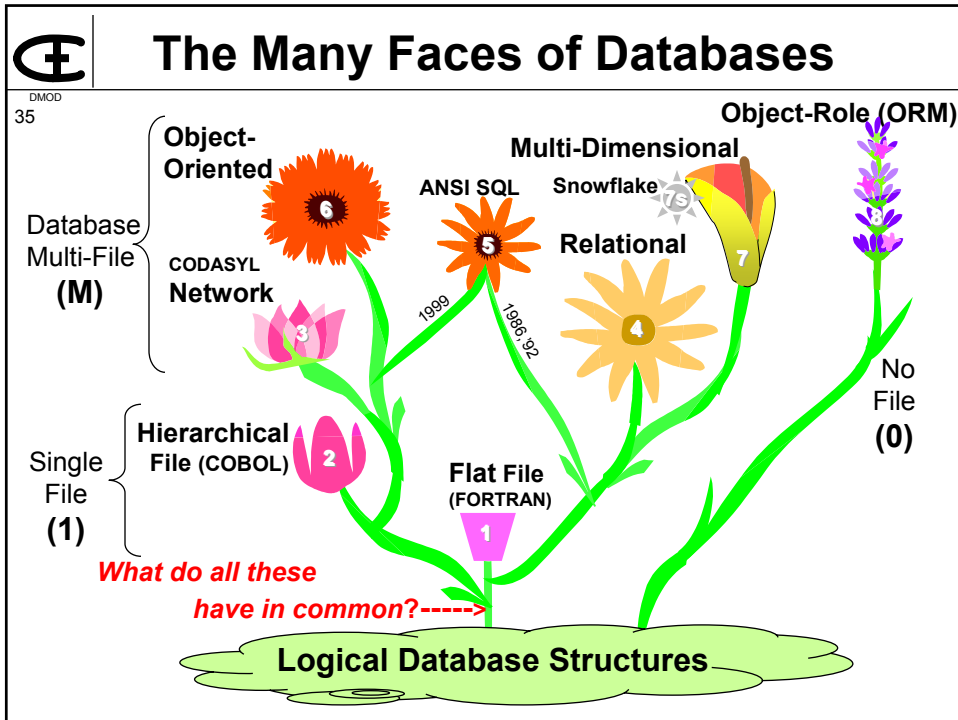 The Many Faces of Databases
DMOD
35
Object-Role (ORM)
Object-
Oriented
Multi-Dimensional
ANSI SQL
Snowflake
7s
6
5
8
Database
Multi-File
(M)
Relational
7
CODASYL
Network
1999
1986,'92
3
4
No
File
(0)
Hierarchical
File (COBOL)
2
Single
File
(1)
Flat File
(FORTRAN)
1
What do all these
have in common?----->
Logical Database Structures